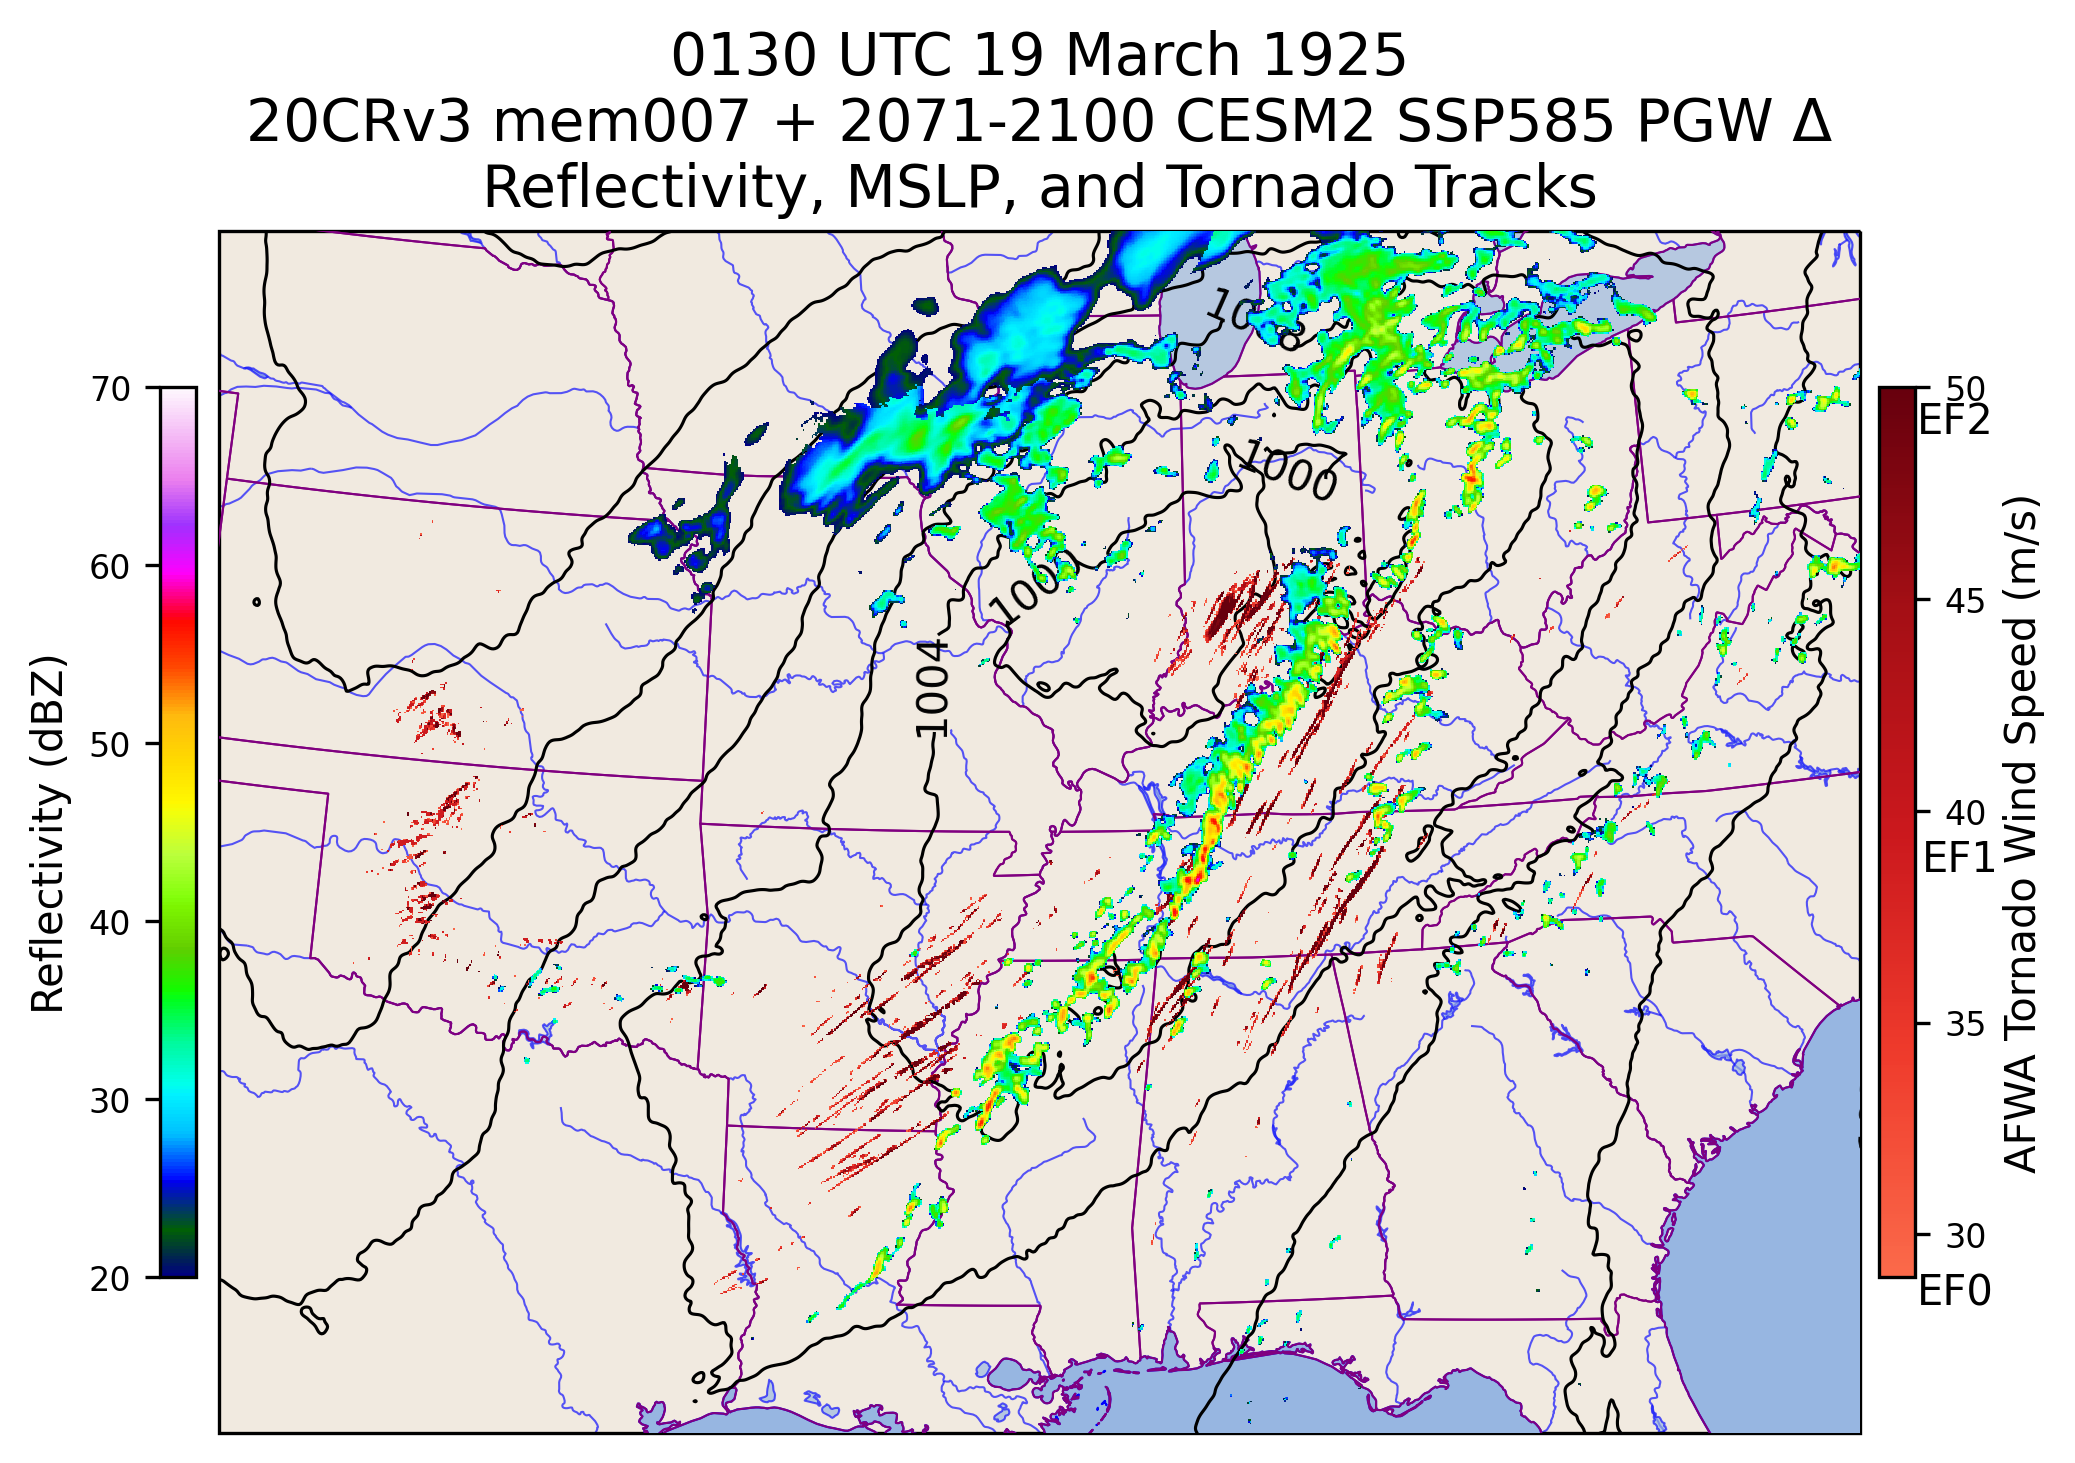 0130 UTC 19 March 1925
20CRv3 mem007 + 2071-2100 CESM2 SSP585 PGW Δ
Reflectivity, MSLP, and Tornado Tracks
Reflectivity (dBZ)
70
60
50
40
30
20
1000
1000
1004
50
EF2
45
40
EF1
35
30
EF0
AFWA Tornado Wind Speed (m/s)